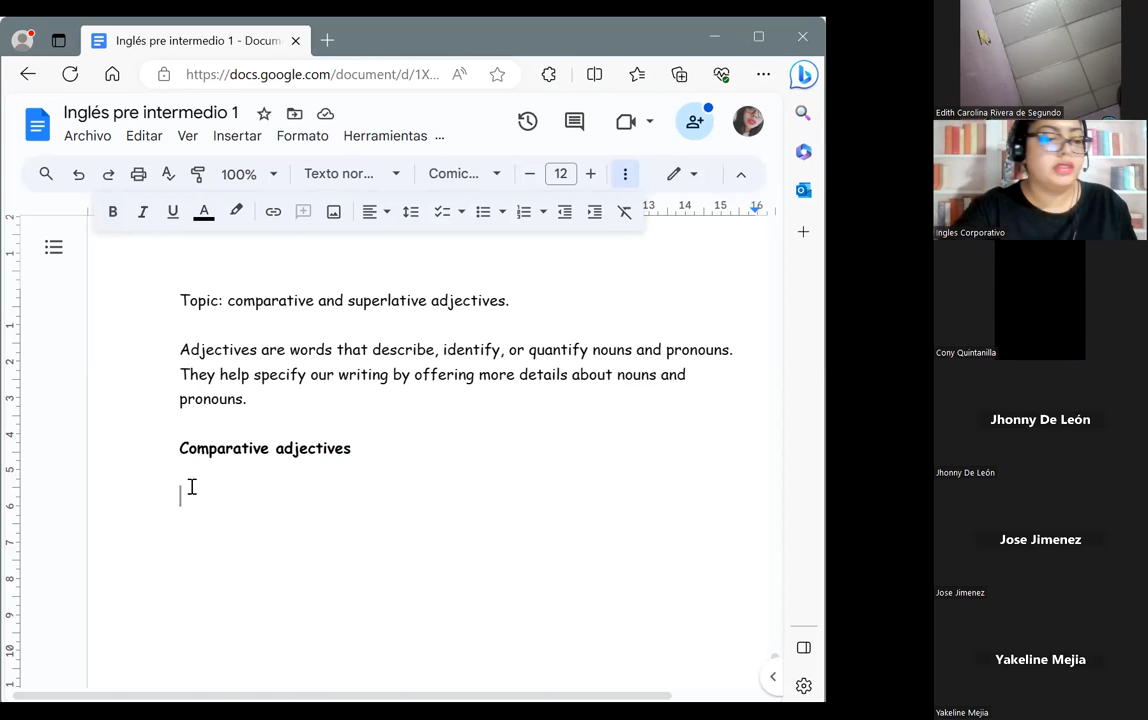 Inglés pre intermedio 1 - Docum
https://docs.google.com/document/d/1X...
Inglés pre intermedio 1
Archivo Editar Ver Insertar Formato Herramientas ...
100% Texto nor... Comic... 12
13 14 15 16
Topic: comparative and superlative adjectives.
Adjectives are words that describe, identify, or quantify nouns and pronouns.
They help specify our writing by offering more details about nouns and
pronouns.
Comparative adjectives
Edith Carolina Rivera de Segundo
Ingles Corporativo
Cony Quintanilla
Jhonny De León
Jhonny De León
Jose Jimenez
Jose Jimenez
Yakeline Mejia
Yakeline Mejia